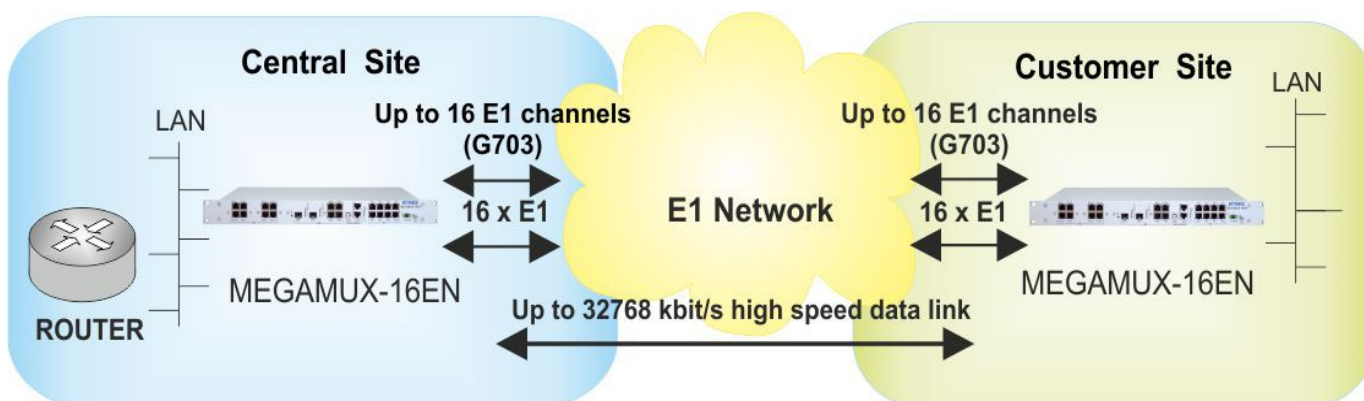 Central Site
LAN
Up to 16 E1 channels
(G703)
16 x E1
MEGAMUX-16EN
ROUTER
E1 Network
Up to 32768 kbit/s high speed data link
Customer Site
LAN
Up to 16 E1 channels
(G703)
16 x E1
MEGAMUX-16EN